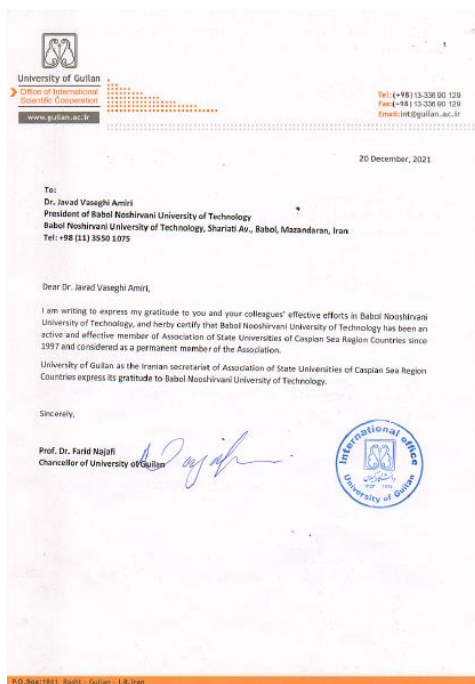 University of Guilan
Office of International
Scientific Cooperation
www.guilan.ac.ir
Tel:(+98)13-336 90 129
Fax:(+98)13-336 90 129
Email:int@guilan.ac.ir
20 December, 2021
To:
Dr. Javad Vaseghi Amiri
President of Babol Noshirvani University of Technology
Babol Noshirvani University of Technology, Shariati Av., Babol, Mazandaran, Iran
Tel: +98 (11) 3550 1075
Dear Dr. Javad Vaseghi Amiri,
I am writing to express my gratitude to you and your colleagues' effective efforts in Babol Nooshirvani
University of Technology, and herby certify that Babol Nooshirvani University of Technology has been an
active and effective member of Association of State Universities of Caspian Sea Region Countries since
1997 and considered as a permanent member of the Association.
University of Guilan as the Iranian secretariat of Association of State Universities of Caspian Sea Region
Countries express its gratitude to Babol Nooshirvani University of Technology.
Sincerely,
Prof. Dr. Farid Najafi
Chancellor of University of Guilan
International office
University of Guilan
P.O.Box:1841, Rasht - Guilan - I.R.Iran